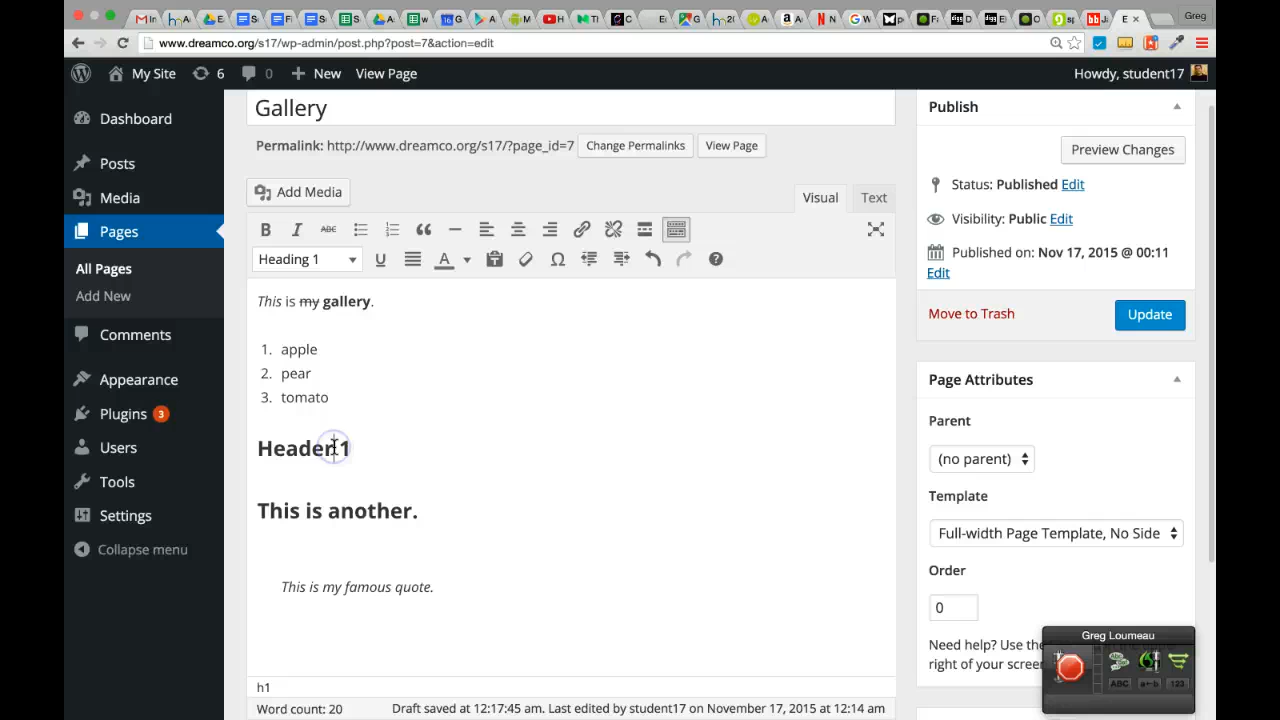 Greg
www.dreamco.org/s17/wp-admin/post.php?post=7&action=edit
My Site 6 0 New View Page Howdy, student17
Dashboard
Posts
Media
Pages
All Pages
Add New
Comments
Appearance
Plugins 3
Users
Tools
Settings
Collapse menu
Gallery
Permalink: http://www.dreamco.org/s17/?page_id=7 Change Permalinks View Page
Add Media
Visual Text
B I ABC
Heading 1 U A
This is my gallery.
1. apple
2. pear
3. tomato
Header1
This is another.
This is my famous quote.
h1
Word count: 20 Draft saved at 12:17:45 am. Last edited by student17 on November 17, 2015 at 12:14 am
Publish
Preview Changes
Status: Published Edit
Visibility: Public Edit
Published on: Nov 17, 2015 @ 00:11
Edit
Move to Trash Update
Page Attributes
Parent
(no parent)
Template
Full-width Page Template, No Side
Order
0
Need help? Use the
right of your screen
Greg Loumeau
ABC a↔b 123